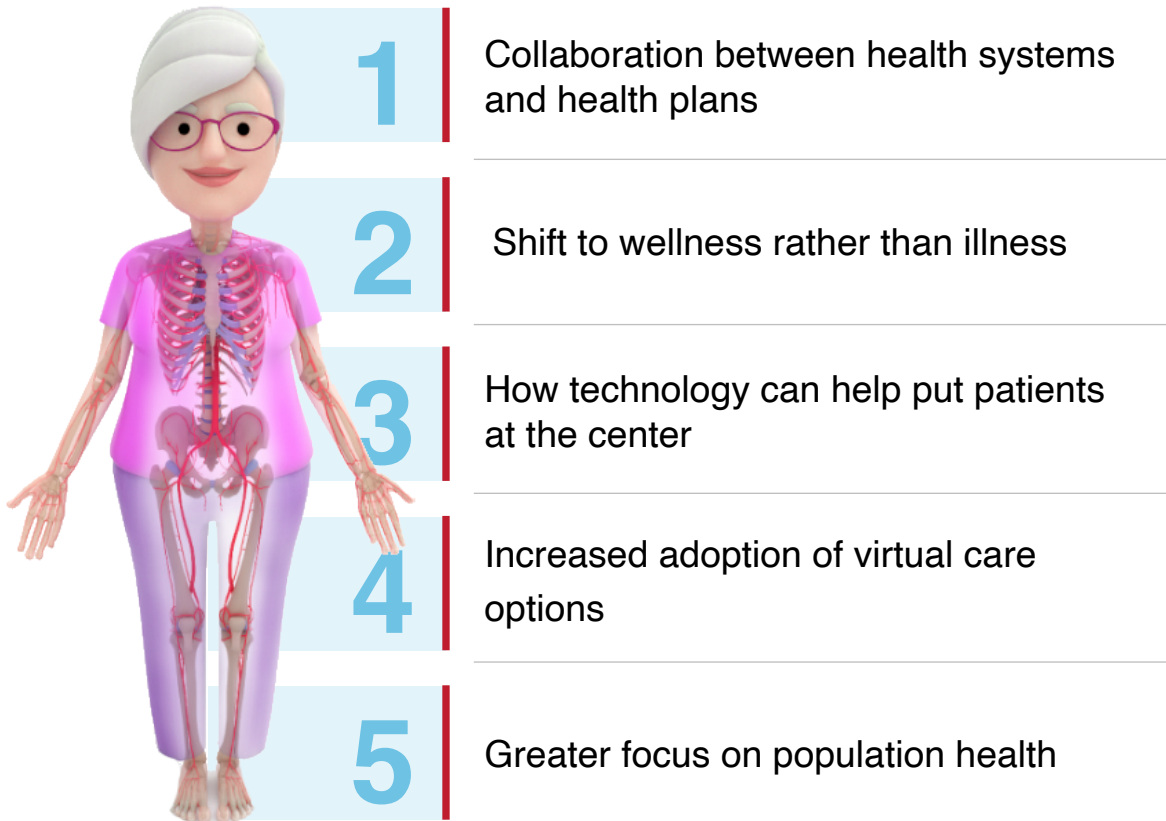 1
Collaboration between health systems
and health plans
2
Shift to wellness rather than illness
3
How technology can help put patients
at the center
4
Increased adoption of virtual care
options
5
Greater focus on population health